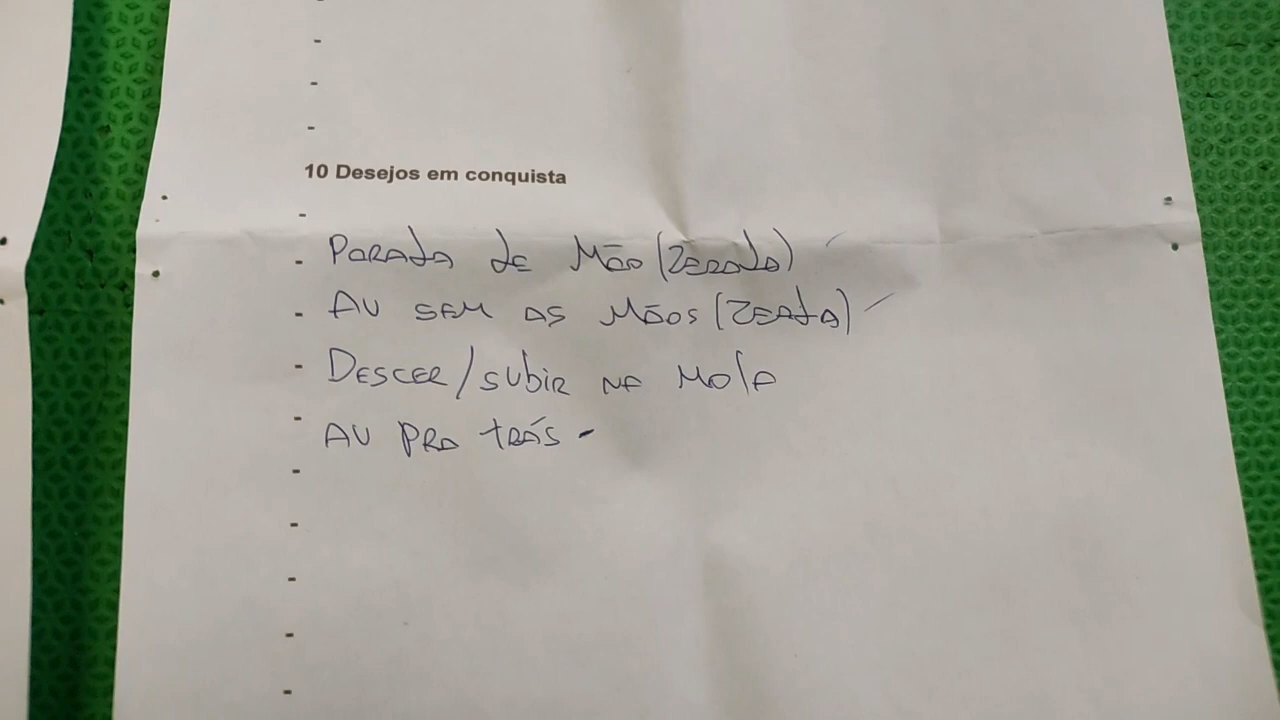 -
-
-
10 Desejos em conquista
-
- PARADA DE MÃO (ZERADA)
- AU SEM AS MÃOS (ZERADA)
- DESCER/SUBIR NA MOLA
- AU PRA TRÁS -
-
-
-
-
-